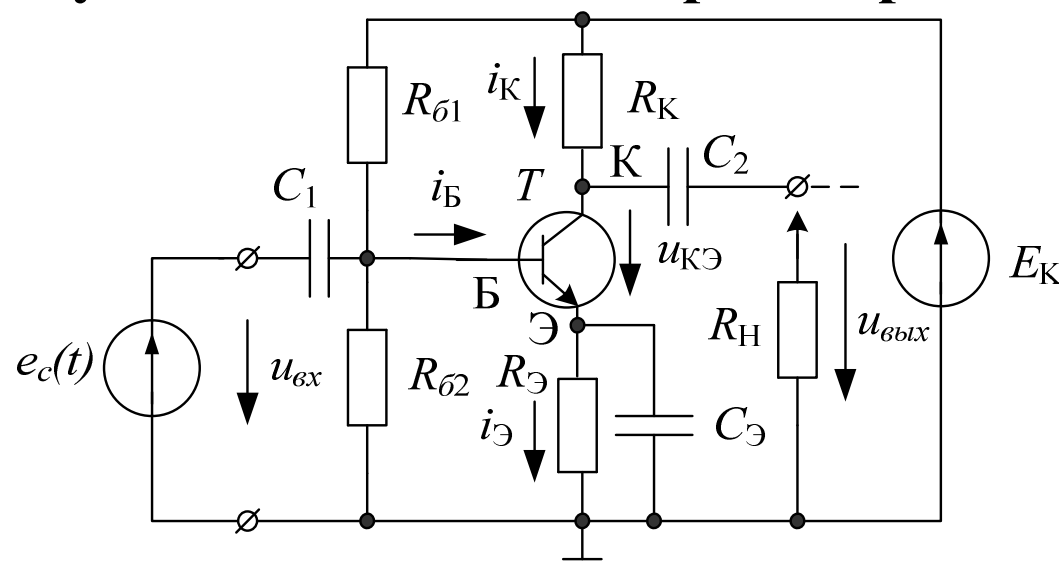 R_б1
i_К
R_К
К
C_2
C_1
i_Б
T
Б
u_КЭ
E_К
Э
e_c(t)
u_вх
R_б2
R_Э
i_Э
C_Э
R_Н
u_вых